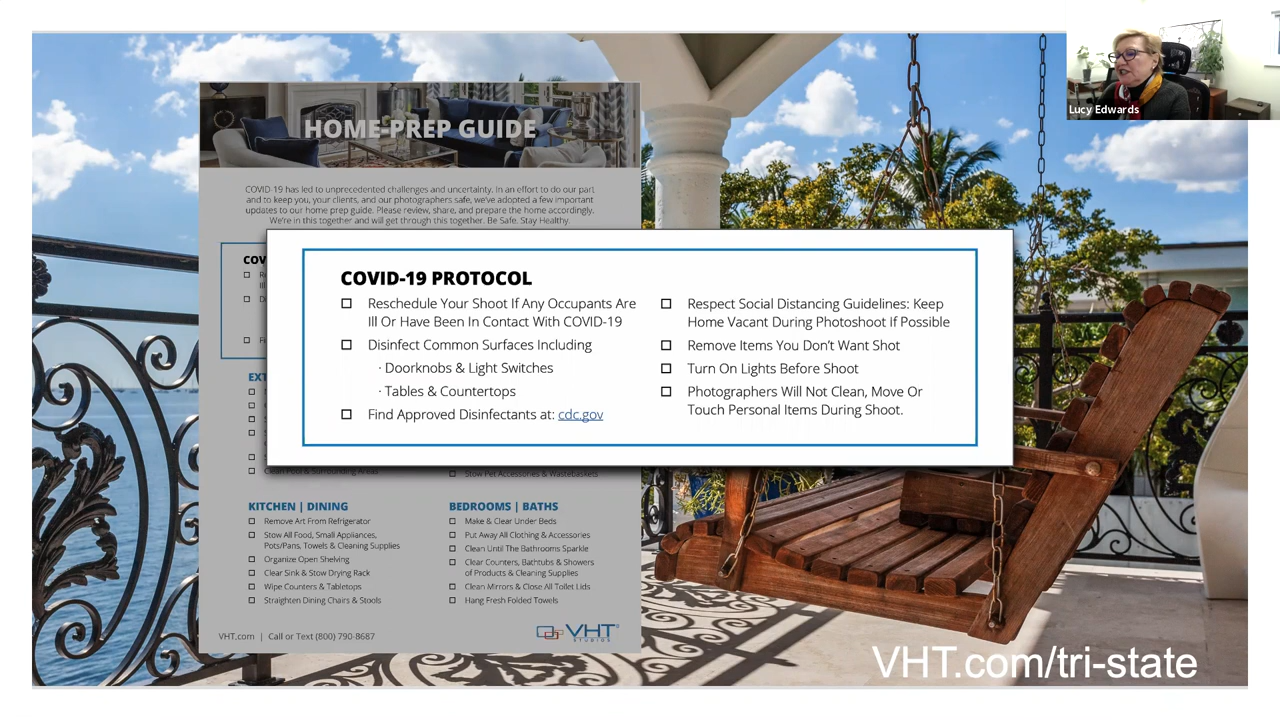 Lucy Edwards
HOME-PREP GUIDE
COVID-19 has led to unprecedented challenges and uncertainty. In an effort to do our part
and to keep you, your clients, and our photographers safe, we've adopted a few important
updates to our home prep guide. Please review, share, and prepare the home accordingly.
We're in this together and will get through this together. Be Safe. Stay Healthy.
COVID-19 PROTOCOL
Reschedule Your Shoot If Any Occupants Are
Ill Or Have Been In Contact With COVID-19
Disinfect Common Surfaces Including
· Doorknobs & Light Switches
· Tables & Countertops
Find Approved Disinfectants at: cdc.gov
Respect Social Distancing Guidelines: Keep
Home Vacant During Photoshoot If Possible
Remove Items You Don't Want Shot
Turn On Lights Before Shoot
Photographers Will Not Clean, Move Or
Touch Personal Items During Shoot.
Clean Pool & Surrounding Areas
Stow Pet Accessories & Wastebaskets
KITCHEN | DINING
Remove Art From Refrigerator
Stow All Food, Small Appliances,
Pots/Pans, Towels & Cleaning Supplies
Organize Open Shelving
Clear Sink & Stow Drying Rack
Wipe Counters & Tabletops
Straighten Dining Chairs & Stools
BEDROOMS | BATHS
Make & Clear Under Beds
Put Away All Clothing & Accessories
Clean Until The Bathrooms Sparkle
Clear Counters, Bathtubs & Showers
of Products & Cleaning Supplies
Clean Mirrors & Close All Toilet Lids
Hang Fresh Folded Towels
VHT.com | Call or Text (800) 790-8687
VHT
STUDIOS
VHT.com/tri-state